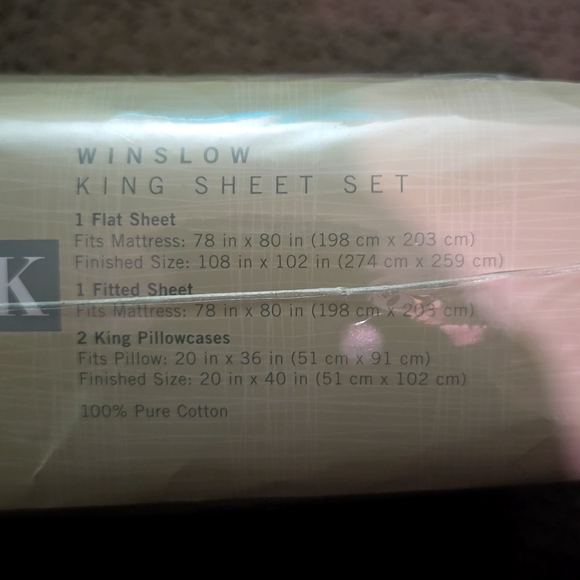 WINSLOW
KING SHEET SET
1 Flat Sheet
Fits Mattress: 78 in x 80 in (198 cm x 203 cm)
Finished Size: 108 in x 102 in (274 cm x 259 cm)
K
1 Fitted Sheet
Fits Mattress: 78 in x 80 in (198 cm x 203 cm)
2 King Pillowcases
Fits Pillow: 20 in x 36 in (51 cm x 91 cm)
Finished Size: 20 in x 40 in (51 cm x 102 cm)
100% Pure Cotton